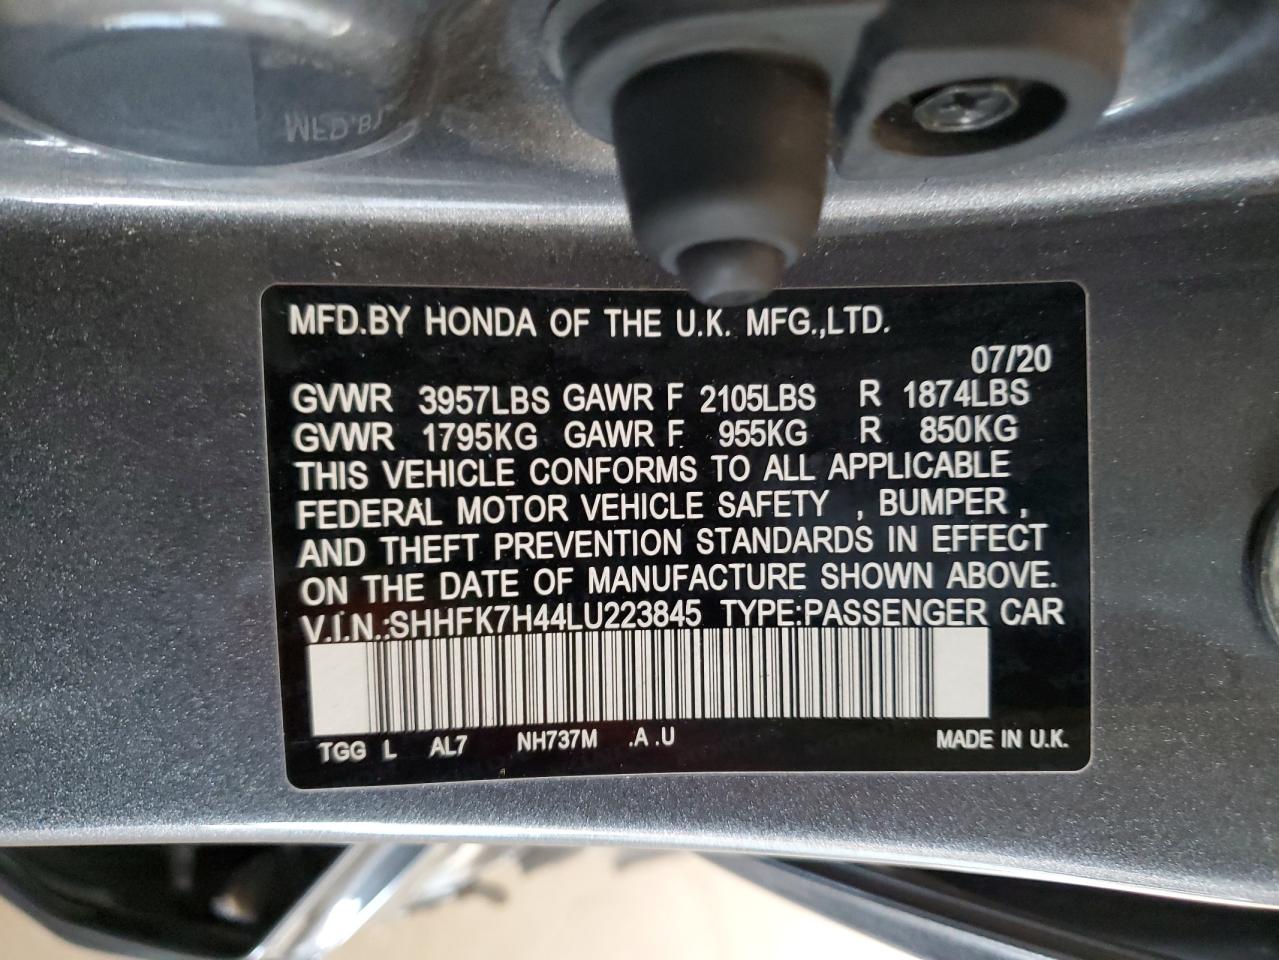 MFD.BY
MFD.BY HONDA OF THE U.K. MFG.,LTD.
07/20
GVWR 3957LBS GAWR F 2105LBS R 1874LBS
GVWR 1795KG GAWR F 955KG R 850KG
THIS VEHICLE CONFORMS TO ALL APPLICABLE
FEDERAL MOTOR VEHICLE SAFETY , BUMPER ,
AND THEFT PREVENTION STANDARDS IN EFFECT
ON THE DATE OF MANUFACTURE SHOWN ABOVE.
V.I.N.:SHHFK7H44LU223845 TYPE:PASSENGER CAR
TGG L AL7 NH737M .A .U MADE IN U.K.